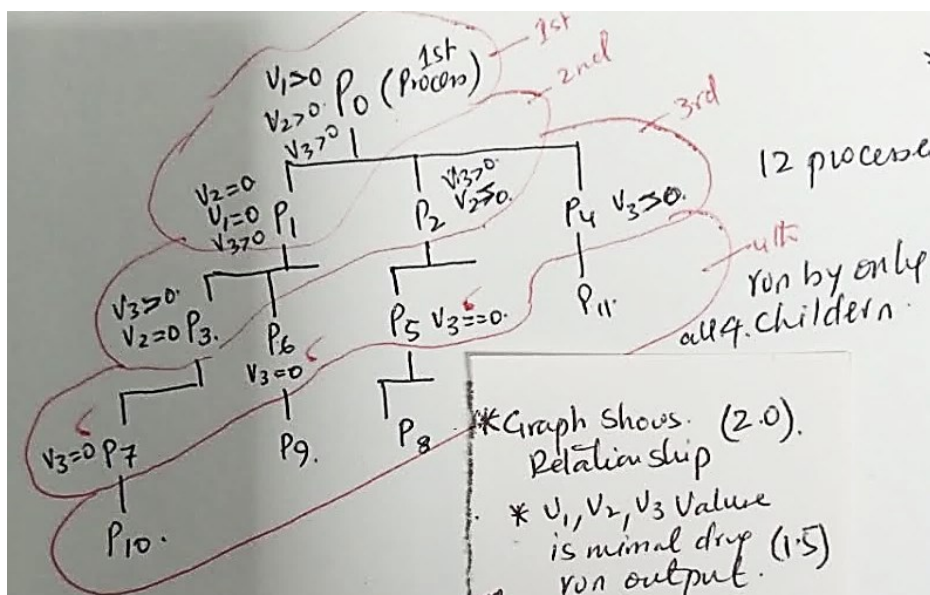 1st
2nd
3rd
V1>0
V2>0. P0 (1st Process)
V3>0
12 processe
V2=0
V1=0 P1
V3>0
V3>0.
V2>0. P2
P4 V3>0.
4th
run by only
all 4. childern.
V3>0.
V2=0 P3.
P6
V3=0
P5 V3==0.
P11.
V3=0 P7
P9.
P8
P10.
*Graph Shows. (2.0).
Relationship
* V1, V2, V3 Value
is mimal drye (1.5)
run output.